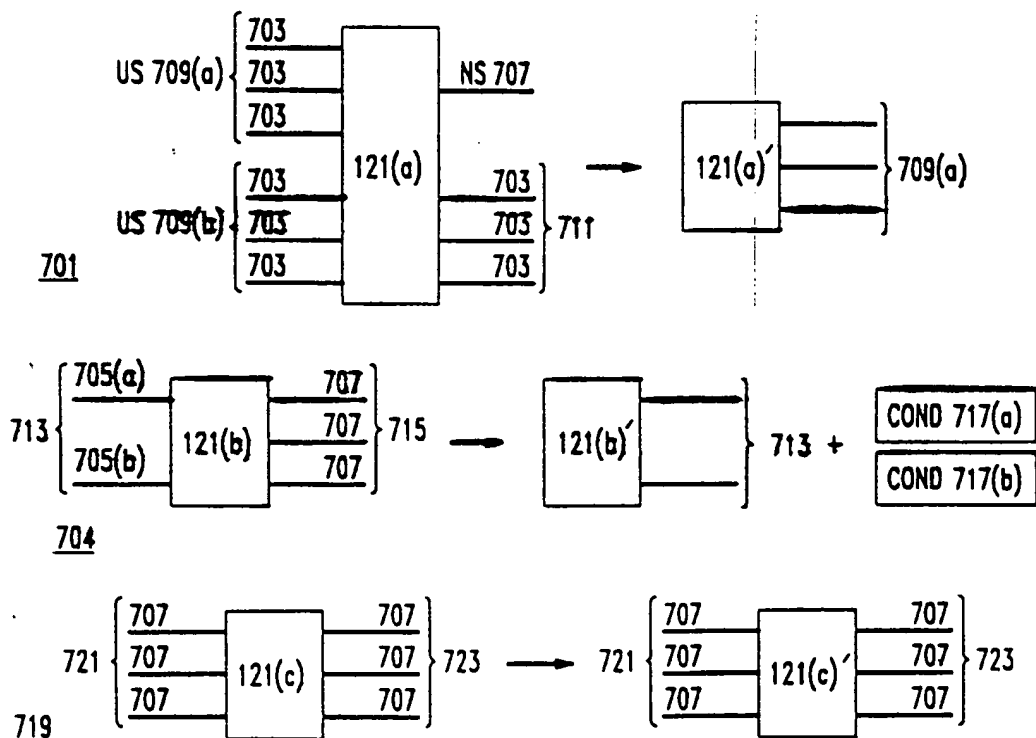 703
US 709(a) 703 NS 707
703
121(a) 121(a)′ 709(a)
703 703
US 709(b) 703 703 711
703 703
701
705(a) 707
713 121(b) 707 715 121(b)′ 713 + COND 717(a)
705(b) 707 COND 717(b)
704
707 707 707 707
721 707 121(c) 707 723 721 707 121(c)′ 707 723
707 707 707 707
719